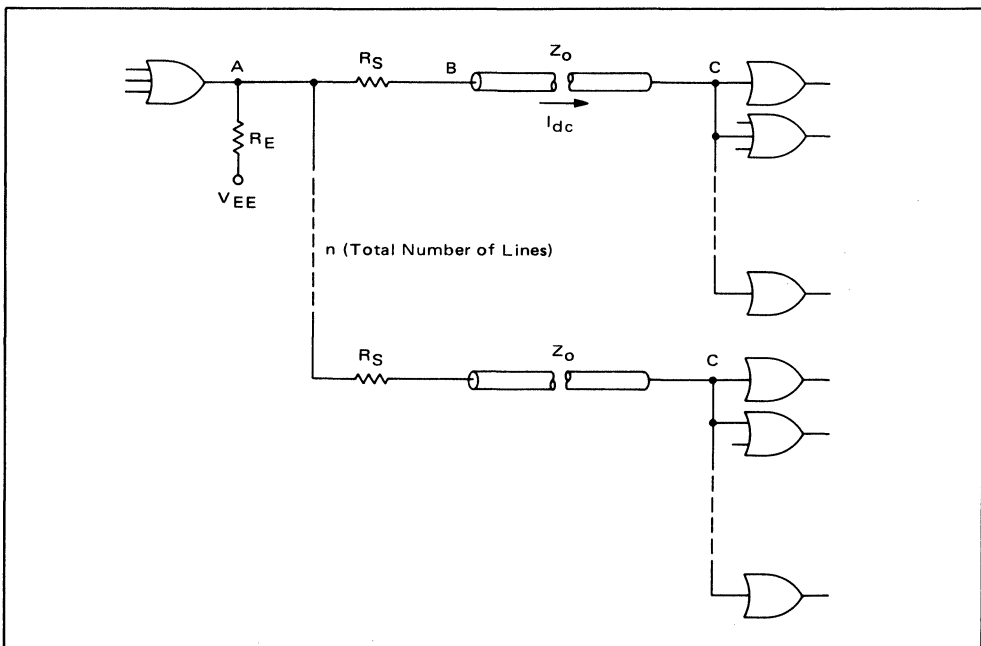 A
R_S
B
Z_o
C
I_dc
R_E
V_EE
n (Total Number of Lines)
R_S
Z_o
C